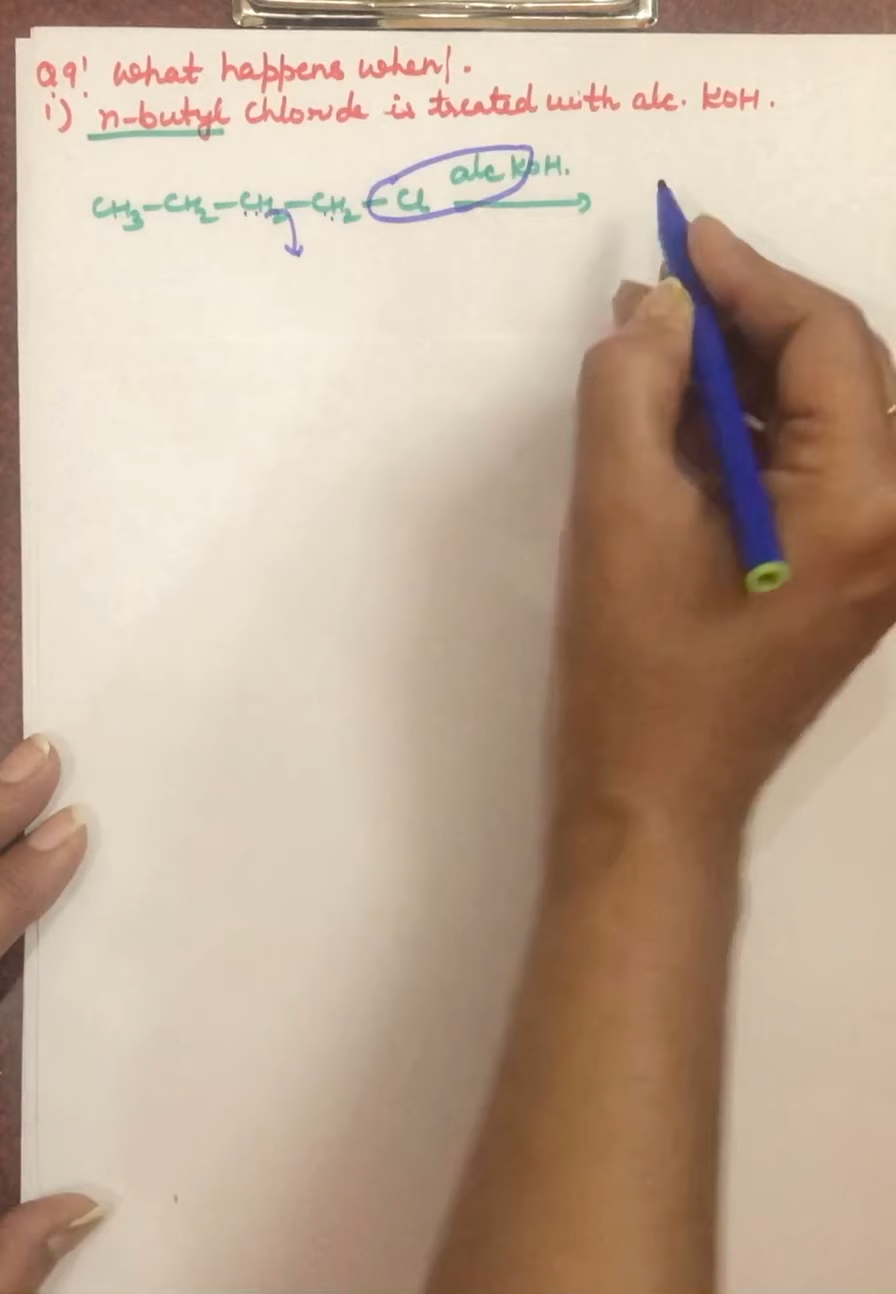 Q9! What happens when/.
i) n-butyl chloride is treated with alc. KOH.
alc KOH.
CH3-CH2-CH2-CH2-Cl